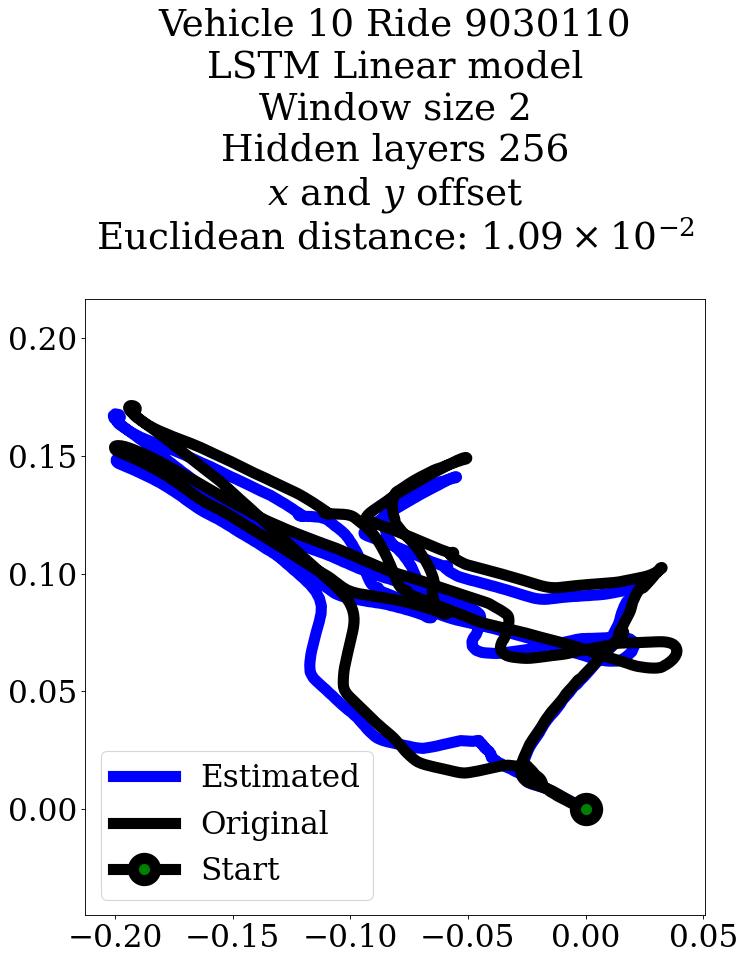 Vehicle 10 Ride 9030110
LSTM Linear model
Window size 2
Hidden layers 256
x and y offset
Euclidean distance: 1.09 × 10⁻²
0.20
0.15
0.10
0.05
0.00
Estimated
Original
Start
−0.20 −0.15 −0.10 −0.05 0.00 0.05